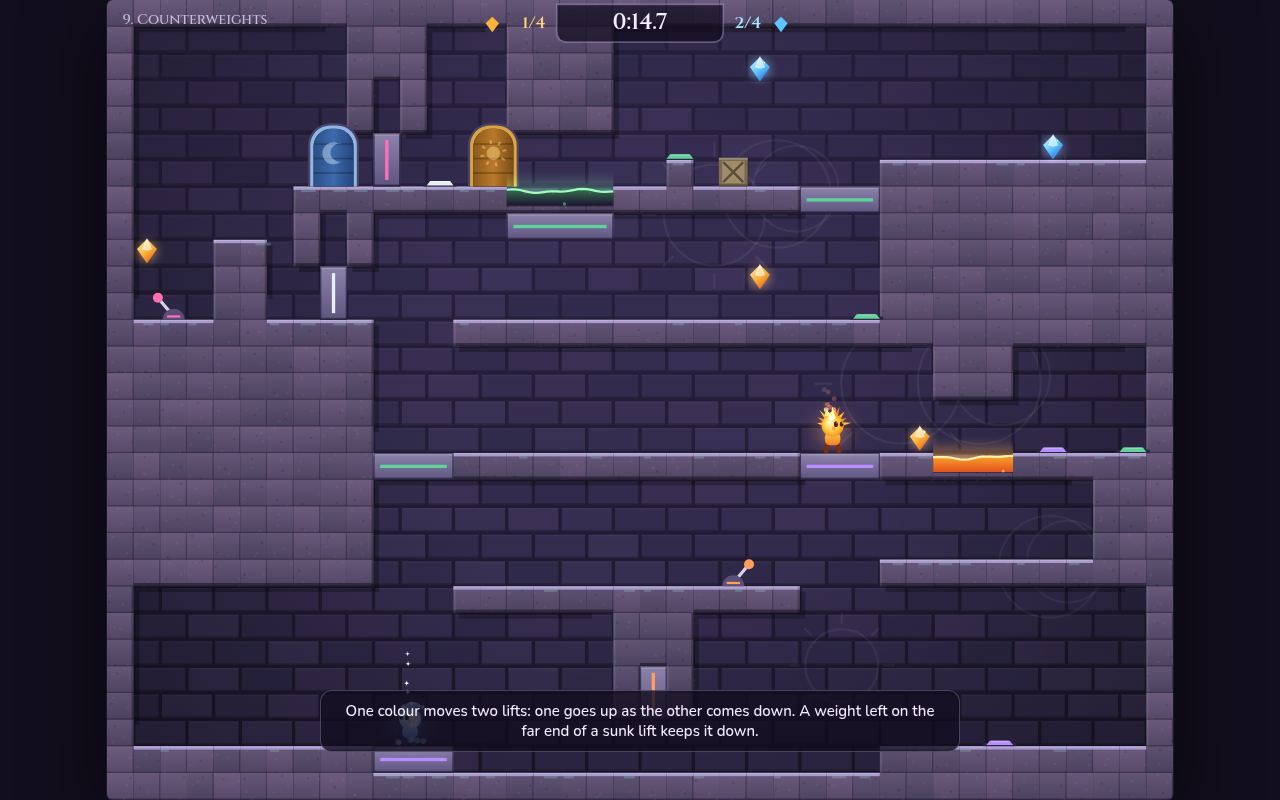 9. Counterweights
1/4
0:14.7
2/4
One colour moves two lifts: one goes up as the other comes down. A weight left on the
far end of a sunk lift keeps it down.